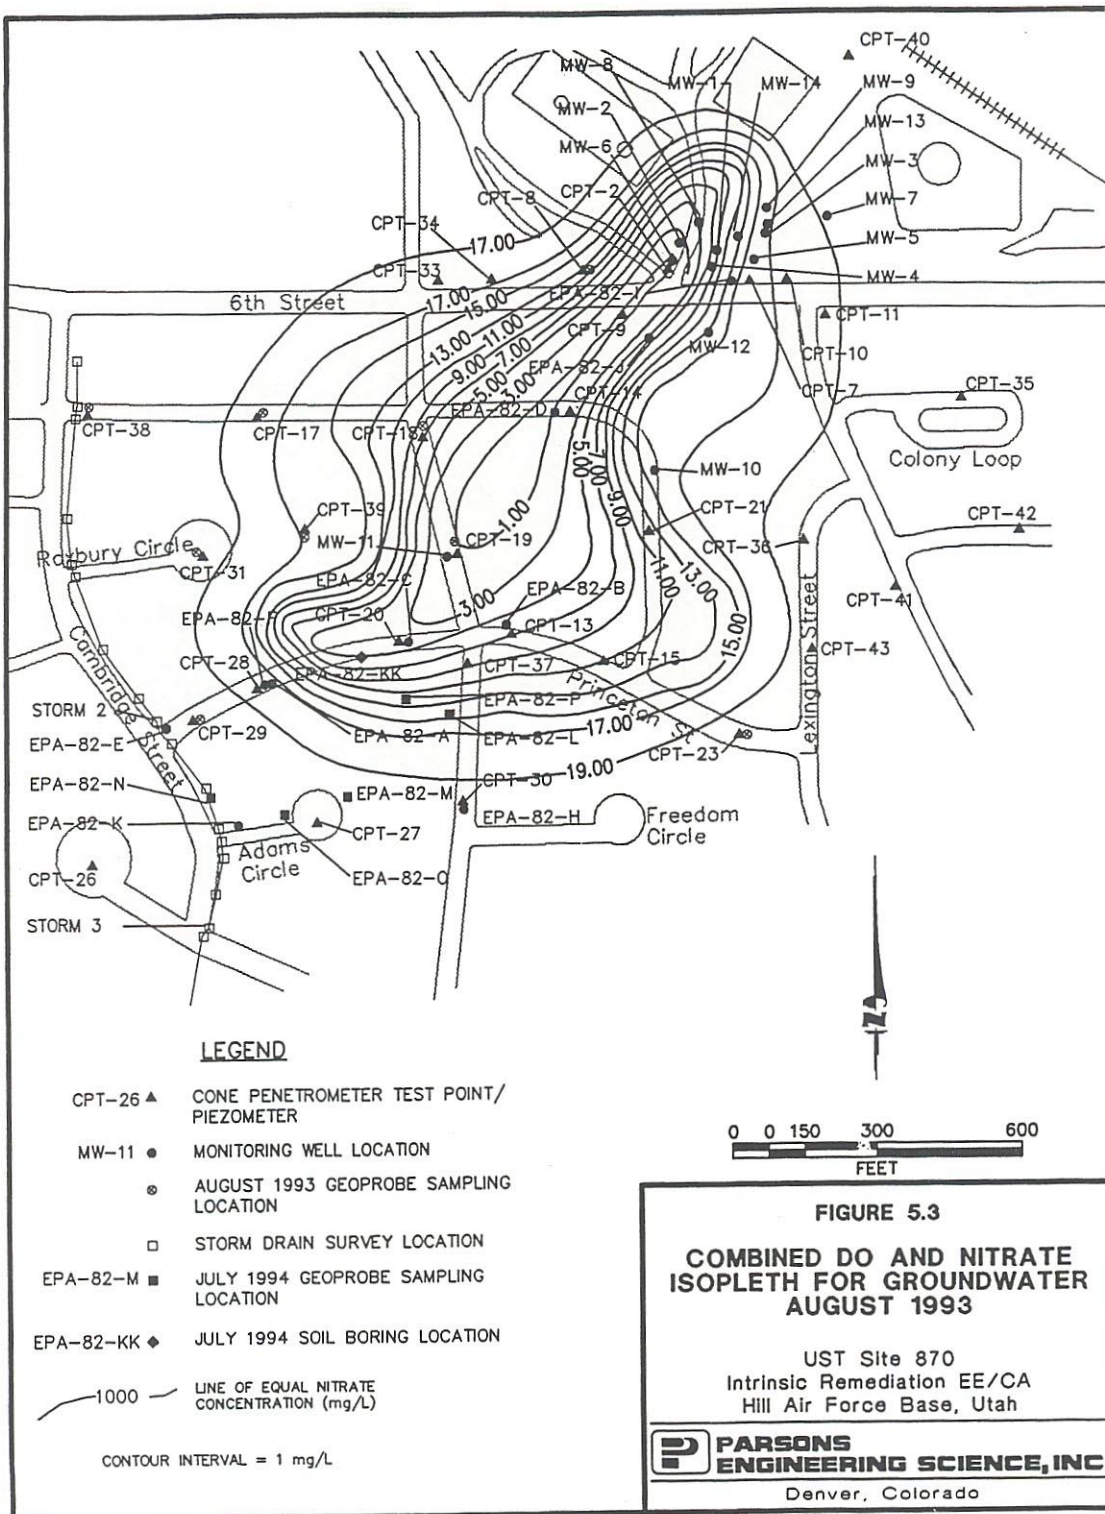 CPT-40
MW-8
MW-1
MW-14
MW-9
MW-2
MW-13
MW-6
MW-3
CPT-2
CPT-8
MW-7
CPT-34
17.00
MW-5
CPT-33
MW-4
17.00
EPA-82-I
6th Street
15.00
CPT-9
CPT-11
13.00
11.00
MW-12
9.00
7.00
CPT-10
5.00
EPA-82-J
3.00
CPT-14
CPT-7
CPT-35
EPA-82-D
CPT-38
CPT-17
CPT-18
5.00
7.00
Colony Loop
MW-10
9.00
CPT-39
1.00
CPT-21
CPT-42
MW-11
CPT-19
CPT-36
Roxbury Circle
CPT-31
EPA-82-C
11.00
13.00
EPA-82-B
CPT-41
EPA-82-F
CPT-20
3.00
CPT-13
15.00
Lexington Street
CPT-43
CPT-28
EPA-82-KK
CPT-37
CPT-15
Cambridge Street
Princeton St
STORM 2
EPA-82-P
17.00
EPA-82-E
CPT-29
EPA-82-A
EPA-82-L
CPT-23
19.00
CPT-30
EPA-82-N
EPA-82-M
EPA-82-H
Freedom
Circle
EPA-82-K
CPT-27
Adams
Circle
EPA-82-O
CPT-26
STORM 3
N
LEGEND
CPT-26 CONE PENETROMETER TEST POINT/
PIEZOMETER
MW-11 MONITORING WELL LOCATION
AUGUST 1993 GEOPROBE SAMPLING
LOCATION
STORM DRAIN SURVEY LOCATION
EPA-82-M JULY 1994 GEOPROBE SAMPLING
LOCATION
EPA-82-KK JULY 1994 SOIL BORING LOCATION
1000 LINE OF EQUAL NITRATE
CONCENTRATION (mg/L)
CONTOUR INTERVAL = 1 mg/L
0 0 150 300 600
FEET
FIGURE 5.3
COMBINED DO AND NITRATE
ISOPLETH FOR GROUNDWATER
AUGUST 1993
UST Site 870
Intrinsic Remediation EE/CA
Hill Air Force Base, Utah
PARSONS
ENGINEERING SCIENCE, INC
Denver, Colorado